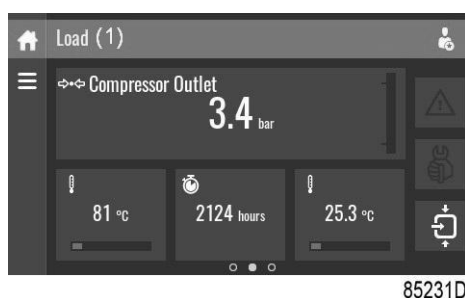 Load (1)
Compressor Outlet
3.4 bar
81 °C
2124 hours
25.3 °C
85231D